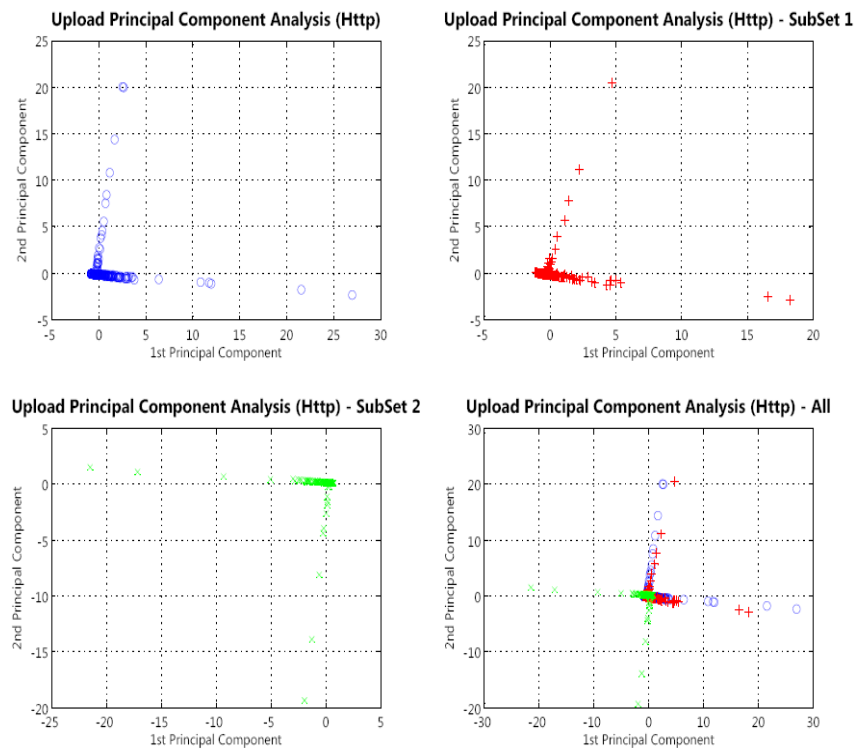 Upload Principal Component Analysis (Http)
25
20
15
10
5
0
-5
-5 0 5 10 15 20 25 30
2nd Principal Component
1st Principal Component
Upload Principal Component Analysis (Http) - SubSet 1
25
20
15
10
5
0
-5
-5 0 5 10 15 20
2nd Principal Component
1st Principal Component
Upload Principal Component Analysis (Http) - SubSet 2
5
0
-5
-10
-15
-20
-25 -20 -15 -10 -5 0 5
2nd Principal Component
1st Principal Component
Upload Principal Component Analysis (Http) - All
30
20
10
0
-10
-20
-30 -20 -10 0 10 20 30
2nd Principal Component
1st Principal Component